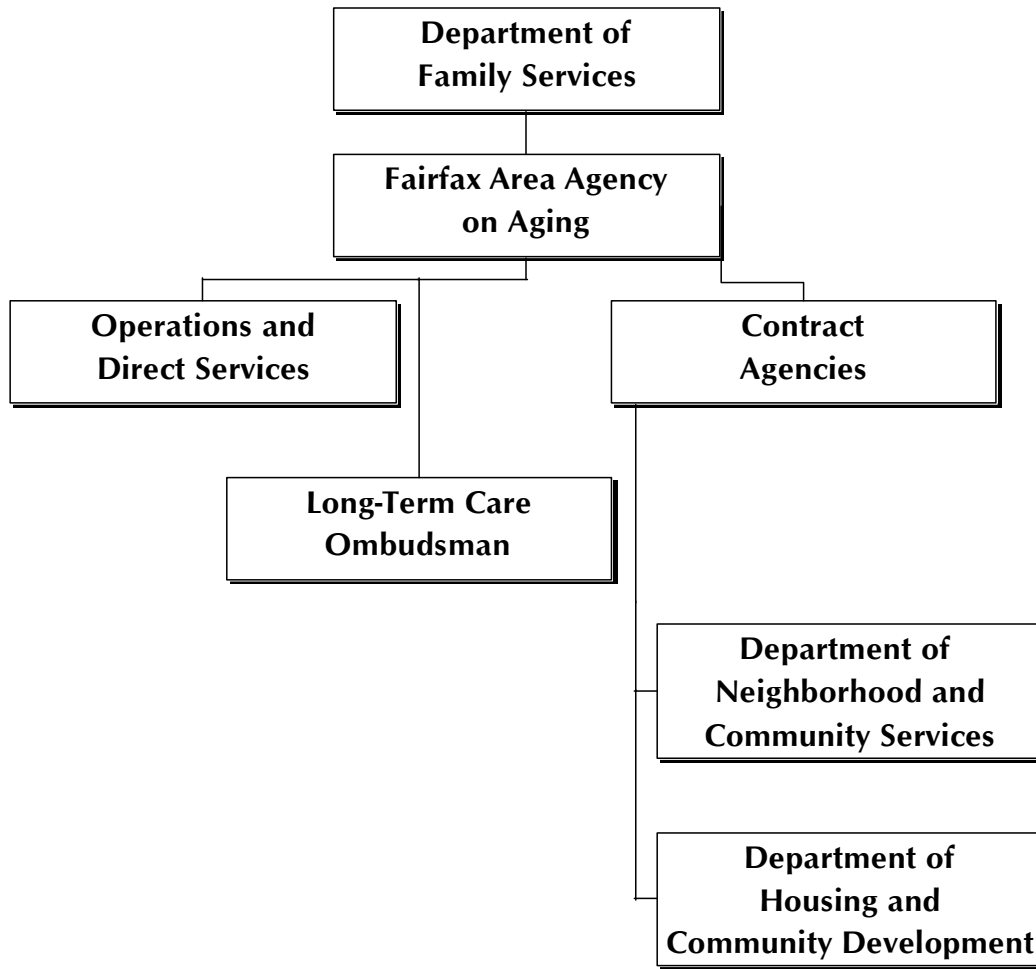 Department of
Family Services
Fairfax Area Agency
on Aging
Operations and
Direct Services
Contract
Agencies
Long-Term Care
Ombudsman
Department of
Neighborhood and
Community Services
Department of
Housing and
Community Development